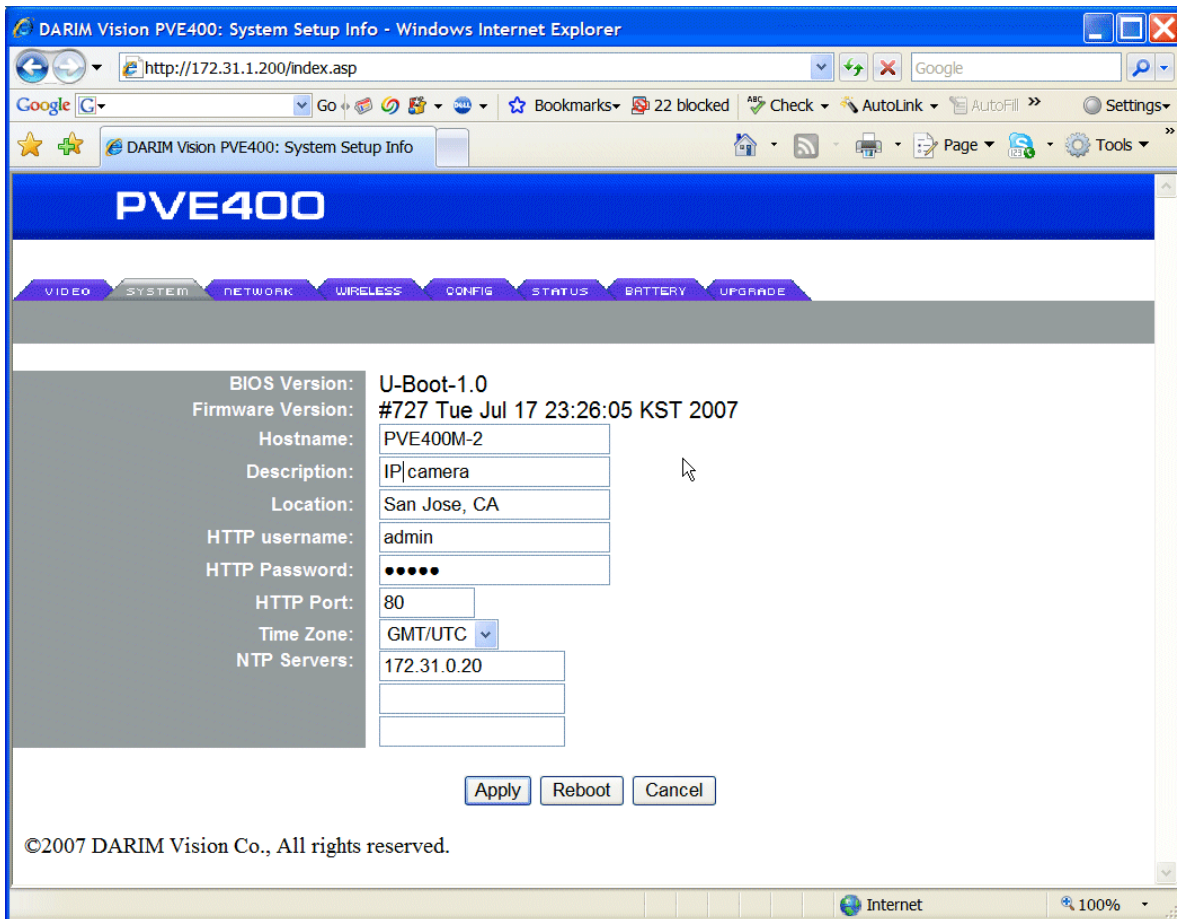 DARIM Vision PVE400: System Setup Info - Windows Internet Explorer
http://172.31.1.200/index.asp
Google
Google G Go Bookmarks 22 blocked ABC Check AutoLink AutoFill » Settings
DARIM Vision PVE400: System Setup Info
Page 123 Tools »
PVE400
VIDEO SYSTEM NETWORK WIRELESS CONFIG STATUS BATTERY UPGRADE
BIOS Version: U-Boot-1.0
Firmware Version: #727 Tue Jul 17 23:26:05 KST 2007
Hostname: PVE400M-2
Description: IP camera
Location: San Jose, CA
HTTP username: admin
HTTP Password: •••••
HTTP Port: 80
Time Zone: GMT/UTC
NTP Servers: 172.31.0.20
Apply Reboot Cancel
©2007 DARIM Vision Co., All rights reserved.
Internet 100%